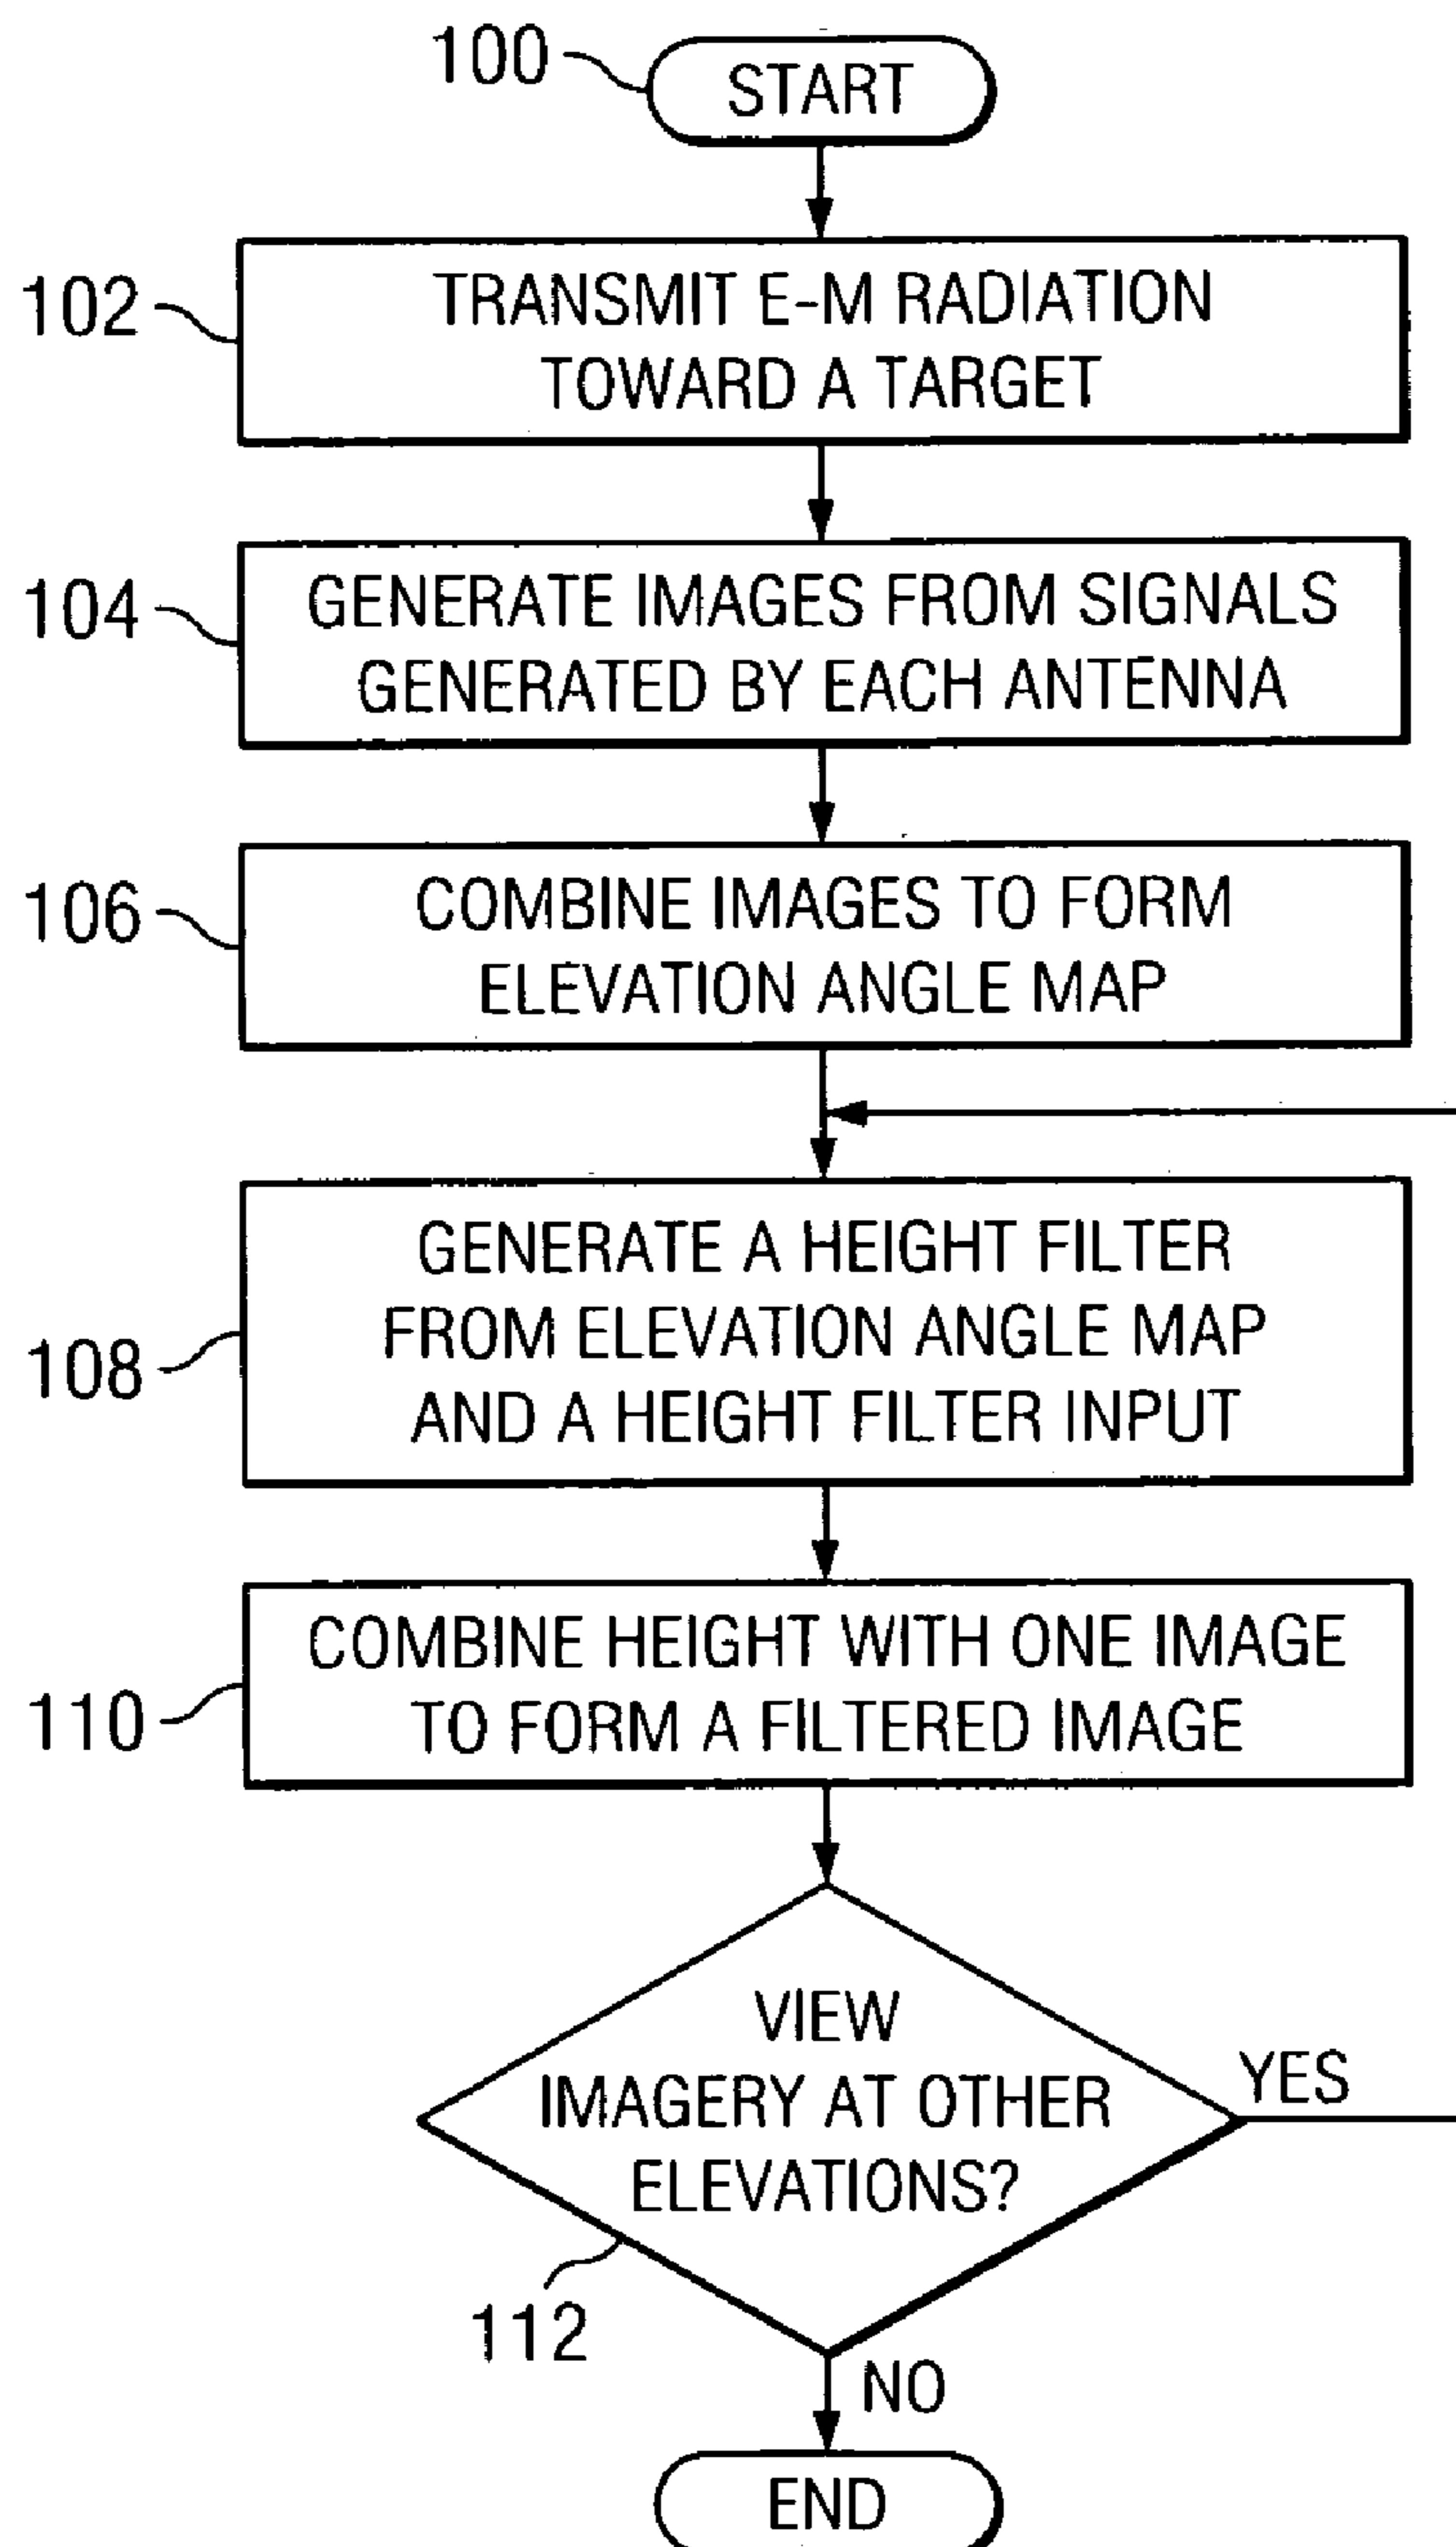 100
START
102
TRANSMIT E-M RADIATION
TOWARD A TARGET
104
GENERATE IMAGES FROM SIGNALS
GENERATED BY EACH ANTENNA
106
COMBINE IMAGES TO FORM
ELEVATION ANGLE MAP
108
GENERATE A HEIGHT FILTER
FROM ELEVATION ANGLE MAP
AND A HEIGHT FILTER INPUT
110
COMBINE HEIGHT WITH ONE IMAGE
TO FORM A FILTERED IMAGE
VIEW
IMAGERY AT OTHER
ELEVATIONS?
YES
112
NO
END